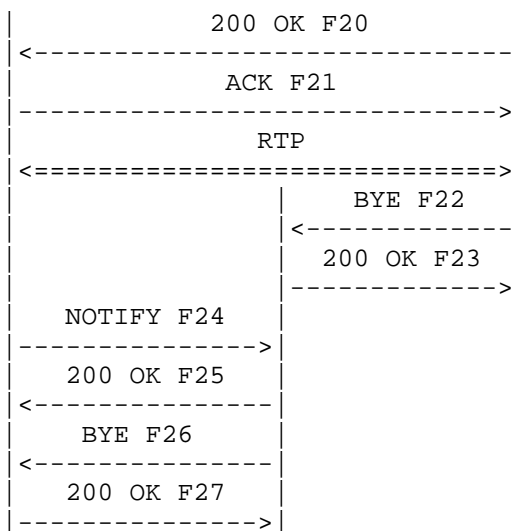 200 OK F20
ACK F21
RTP
BYE F22
200 OK F23
NOTIFY F24
200 OK F25
BYE F26
200 OK F27